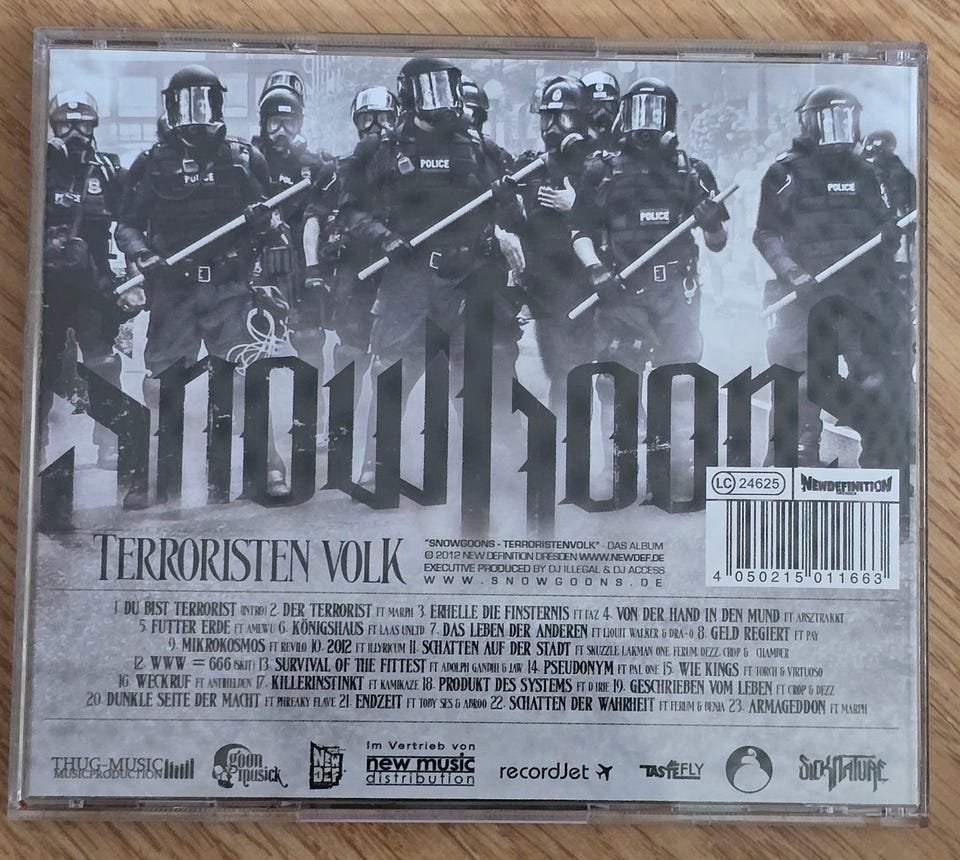 POLICE
POLICE
POLICE
POLICE
SnowGoons
LC 24625
NEWDEFINITION
DRESDEN
4 050215 011663
TERRORISTEN VOLK
"SNOWGOONS - TERRORISTENVOLK" - DAS ALBUM
© 2012 NEW DEFINITION DRESDEN WWW.NEWDEF.DE
EXECUTIVE PRODUCED BY DJ ILLEGAL & DJ ACCESS
WWW.SNOWGOONS.DE
1. DU BIST TERRORIST (INTRO) 2. DER TERRORIST FT MARPH 3. ERHELLE DIE FINSTERNIS FT FAZ 4. VON DER HAND IN DEN MUND FT ABSZTRAKKT
5. FUTTER ERDE FT AMEWU 6. KÖNIGSHAUS FT LAAS UNLTD 7. DAS LEBEN DER ANDEREN FT LIQUIT WALKER & DRA-Q 8. GELD REGIERT FT PAY
9. MIKROKOSMOS FT REVILO 10. 2012 FT ILLYRICUM 11. SCHATTEN AUF DER STADT FT SKUZZLE, LAKMAN ONE, FERUM, DEZZ, CROP & CHAMBER
12. WWW = 666 (SKIT) 13. SURVIVAL OF THE FITTEST FT ADOLPH GANDHI & JAW 14. PSEUDONYM FT PAL ONE 15. WIE KINGS FT TORCH & VIRTUOSO
16. WECKRUF FT ANTIHELDEN 17. KILLERINSTINKT FT KAMIKAZE 18. PRODUKT DES SYSTEMS FT D IRIE 19. GESCHRIEBEN VOM LEBEN FT CROP & DEZZ
20. DUNKLE SEITE DER MACHT FT PHREAKY FLAVE 21. ENDZEIT FT TOBY SES & ABROO 22. SCHATTEN DER WAHRHEIT FT FERUM & BENJA 23. ARMAGEDDON FT MARPH
THUG-MUSIC
MUSICPRODUCTION
goon musick
NEW DEF
Im Vertrieb von
new music
distribution
recordJet
TASTEFLY
SICKNATURE